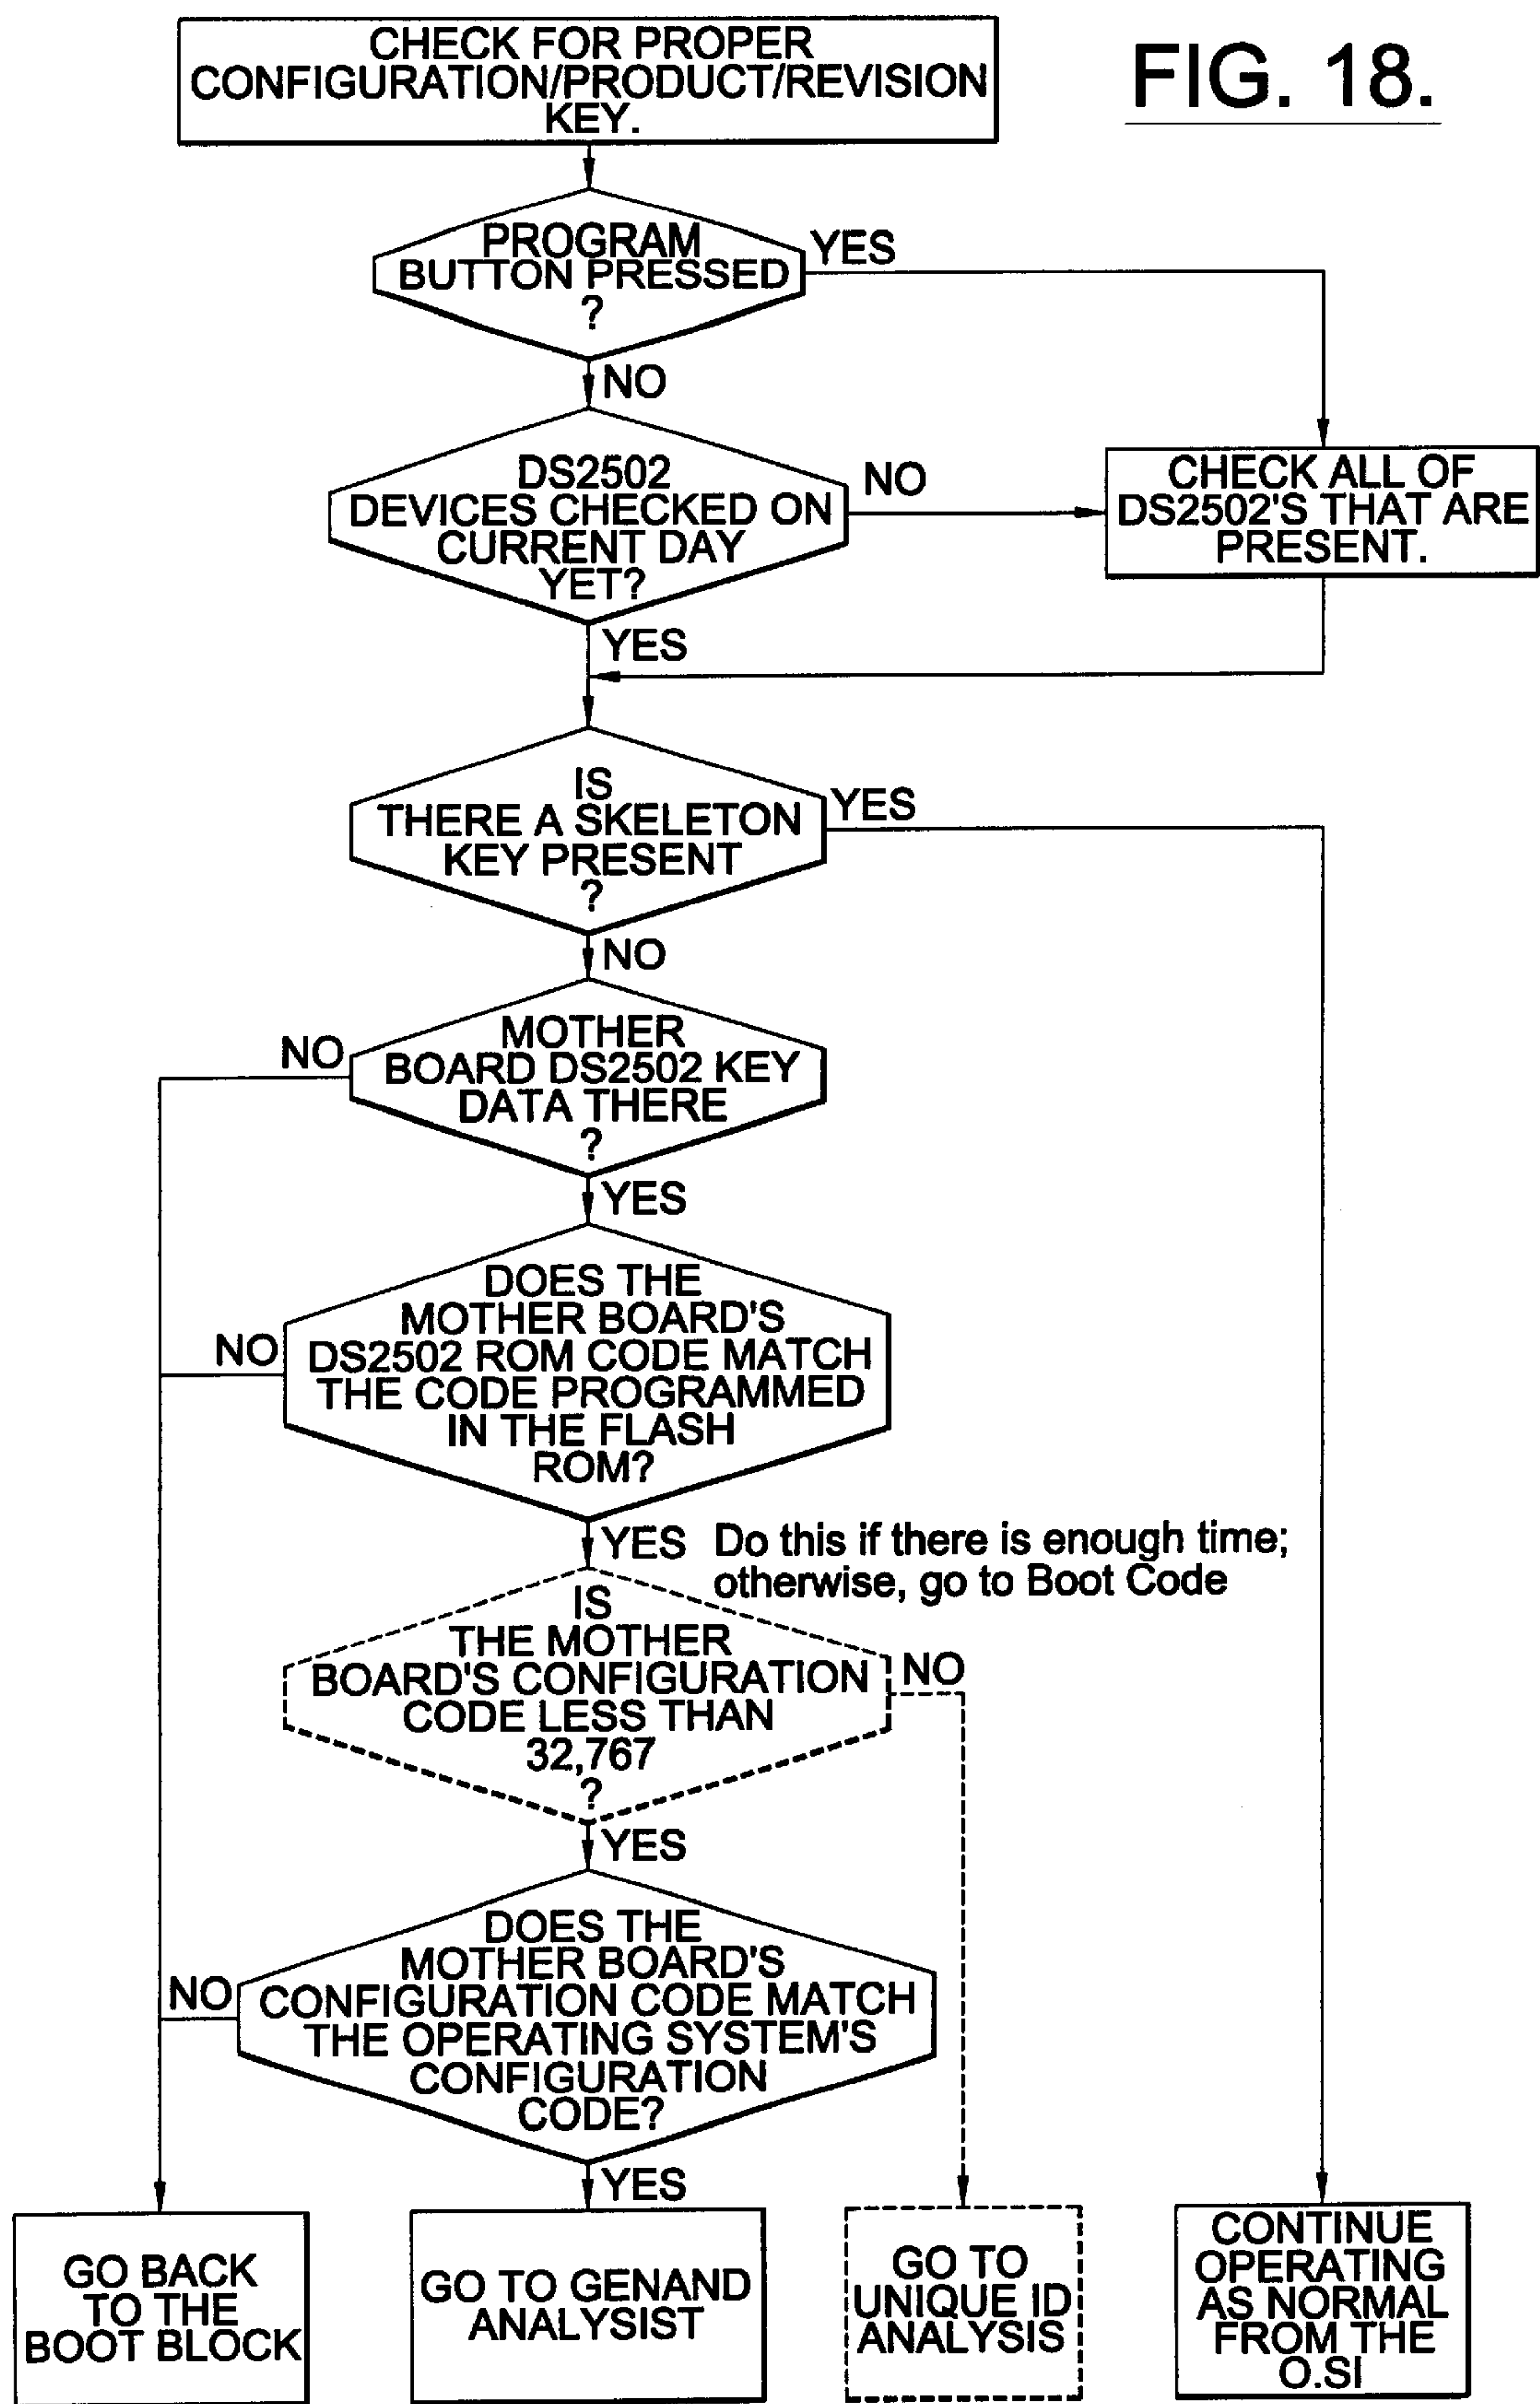 CHECK FOR PROPER
CONFIGURATION/PRODUCT/REVISION
KEY.
FIG. 18.
PROGRAM
BUTTON PRESSED
?
YES
NO
DS2502
DEVICES CHECKED ON
CURRENT DAY
YET?
NO
CHECK ALL OF
DS2502'S THAT ARE
PRESENT.
YES
IS
THERE A SKELETON
KEY PRESENT
?
YES
NO
MOTHER
BOARD DS2502 KEY
DATA THERE
?
NO
YES
DOES THE
MOTHER BOARD'S
DS2502 ROM CODE MATCH
THE CODE PROGRAMMED
IN THE FLASH
ROM?
NO
YES
Do this if there is enough time;
otherwise, go to Boot Code
IS
THE MOTHER
BOARD'S CONFIGURATION
CODE LESS THAN
32,767
?
NO
YES
DOES THE
MOTHER BOARD'S
CONFIGURATION CODE MATCH
THE OPERATING SYSTEM'S
CONFIGURATION
CODE?
NO
YES
GO BACK
TO THE
BOOT BLOCK
GO TO GENAND
ANALYSIST
GO TO
UNIQUE ID
ANALYSIS
CONTINUE
OPERATING
AS NORMAL
FROM THE
O.SI